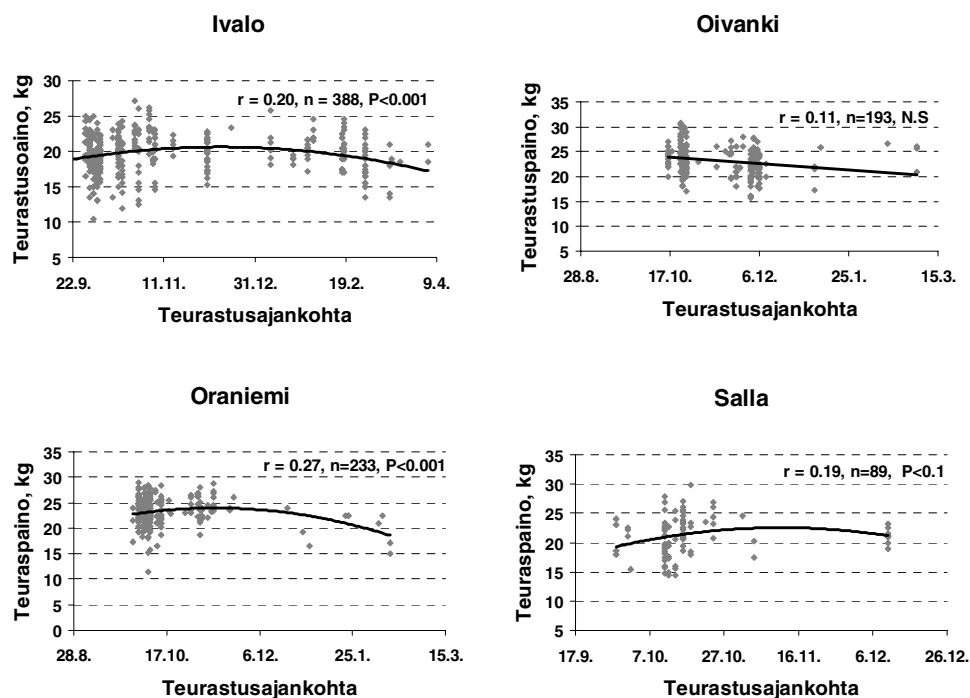 Ivalo
Teurastusoaino, kg
30
25
20
15
10
5
r = 0.20, n = 388, P<0.001
22.9. 11.11. 31.12. 19.2. 9.4.
Teurastusajankohta
Oivanki
Teurastuspaino, kg
35
30
25
20
15
10
5
r = 0.11, n=193, N.S
28.8. 17.10. 6.12. 25.1. 15.3.
Teurastusajankohta
Oraniemi
Teuraspaino, kg
35
30
25
20
15
10
5
0
r = 0.27, n=233, P<0.001
28.8. 17.10. 6.12. 25.1. 15.3.
Teurastusajankohta
Salla
Teuraspaino, kg
35
30
25
20
15
10
5
r = 0.19, n=89, P<0.1
17.9. 7.10. 27.10. 16.11. 6.12. 26.12.
Teurastusajankohta